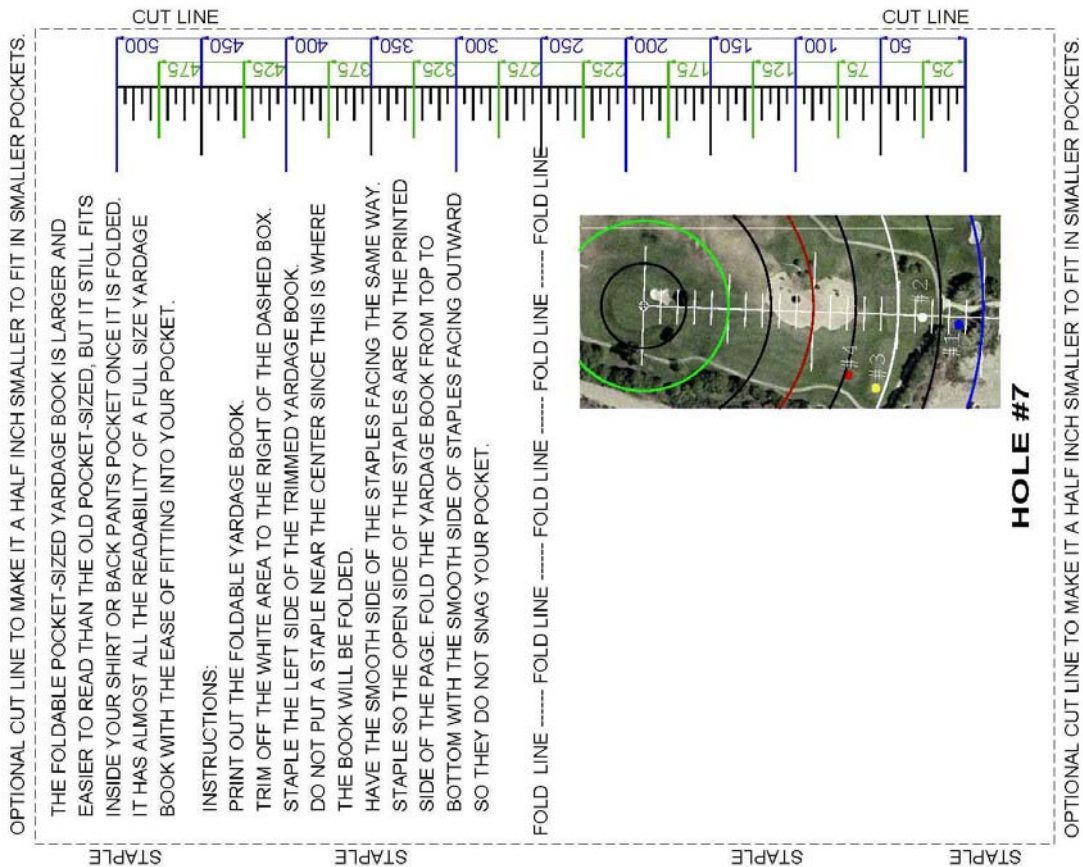 OPTIONAL CUT LINE TO MAKE IT A HALF INCH SMALLER TO FIT IN SMALLER POCKETS.
CUT LINE
THE FOLDABLE POCKET-SIZED YARDAGE BOOK IS LARGER AND
EASIER TO READ THAN THE OLD POCKET-SIZED, BUT IT STILL FITS
INSIDE YOUR SHIRT OR BACK PANTS POCKET ONCE IT IS FOLDED.
IT HAS ALMOST ALL THE READABILITY OF A FULL SIZE YARDAGE
BOOK WITH THE EASE OF FITTING INTO YOUR POCKET.
INSTRUCTIONS:
PRINT OUT THE FOLDABLE YARDAGE BOOK.
TRIM OFF THE WHITE AREA TO THE RIGHT OF THE DASHED BOX.
STAPLE THE LEFT SIDE OF THE TRIMMED YARDAGE BOOK.
DO NOT PUT A STAPLE NEAR THE CENTER SINCE THIS IS WHERE
THE BOOK WILL BE FOLDED.
HAVE THE SMOOTH SIDE OF THE STAPLES FACING THE SAME WAY.
STAPLE SO THE OPEN SIDE OF THE STAPLES ARE ON THE PRINTED
SIDE OF THE PAGE. FOLD THE YARDAGE BOOK FROM TOP TO
BOTTOM WITH THE SMOOTH SIDE OF STAPLES FACING OUTWARD
SO THEY DO NOT SNAG YOUR POCKET.
FOLD LINE ------- FOLD LINE ------- FOLD LINE ------- FOLD LINE ------- FOLD LINE ------- FOLD LINE
500
475
450
425
400
375
350
325
300
275
250
225
200
175
150
125
100
75
50
25
#4
#3
#2
#1
HOLE #7
STAPLE
STAPLE
STAPLE
STAPLE
CUT LINE
OPTIONAL CUT LINE TO MAKE IT A HALF INCH SMALLER TO FIT IN SMALLER POCKETS.